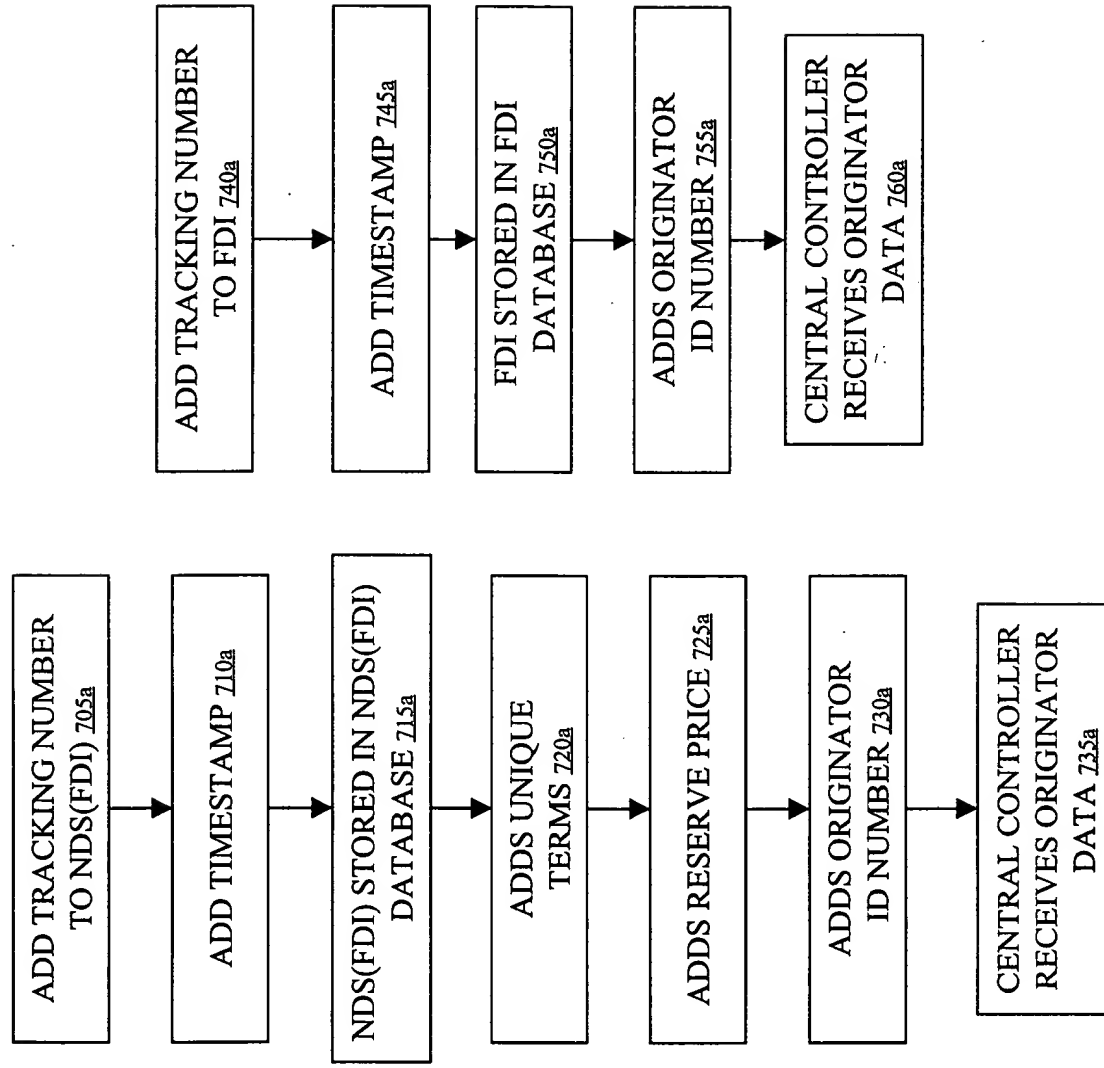 ADD TRACKING NUMBER
TO NDS(FDI) 705a
ADD TIMESTAMP 710a
NDS(FDI) STORED IN NDS(FDI)
DATABASE 715a
ADDS UNIQUE
TERMS 720a
ADDS RESERVE PRICE 725a
ADDS ORIGINATOR
ID NUMBER 730a
CENTRAL CONTROLLER
RECEIVES ORIGINATOR
DATA 735a
ADD TRACKING NUMBER
TO FDI 740a
ADD TIMESTAMP 745a
FDI STORED IN FDI
DATABASE 750a
ADDS ORIGINATOR
ID NUMBER 755a
CENTRAL CONTROLLER
RECEIVES ORIGINATOR
DATA 760a